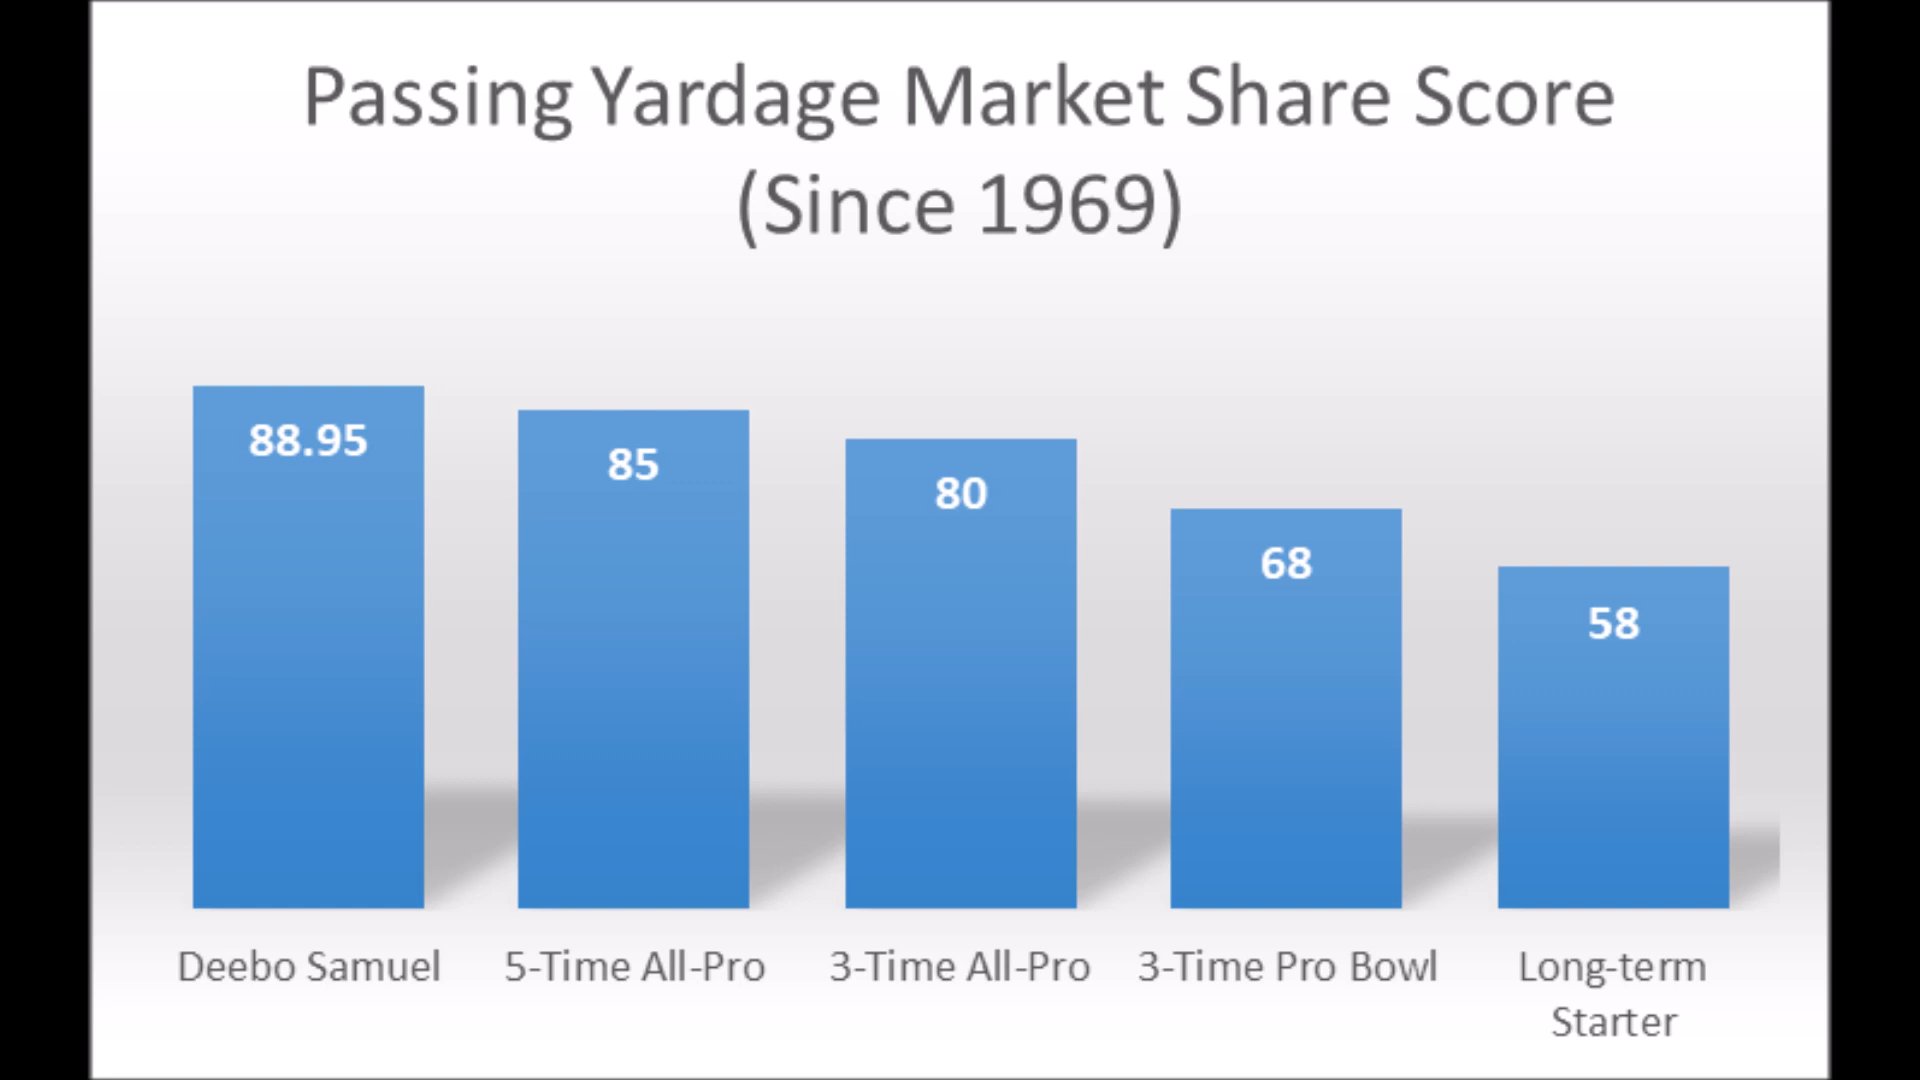 Passing Yardage Market Share Score
(Since 1969)
88.95
85
80
68
58
Deebo Samuel
5-Time All-Pro
3-Time All-Pro
3-Time Pro Bowl
Long-term
Starter